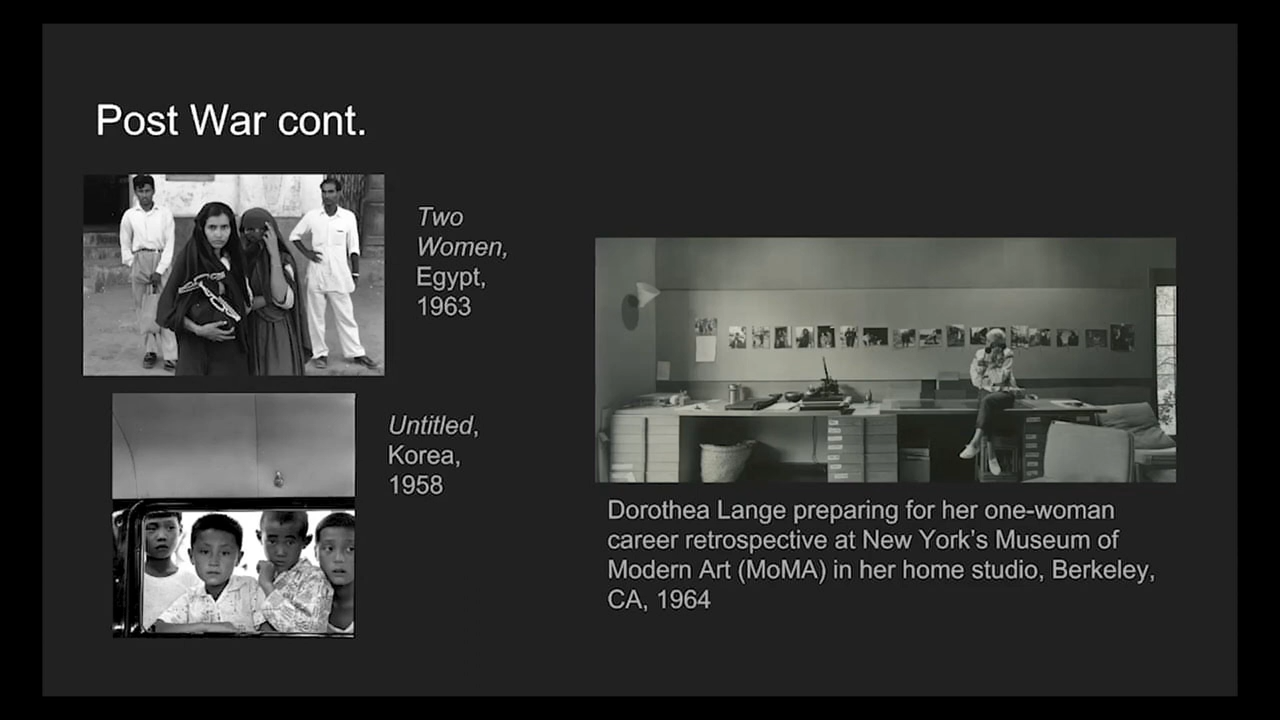 Post War cont.
Two
Women,
Egypt,
1963
Untitled,
Korea,
1958
Dorothea Lange preparing for her one-woman
career retrospective at New York's Museum of
Modern Art (MoMA) in her home studio, Berkeley,
CA, 1964